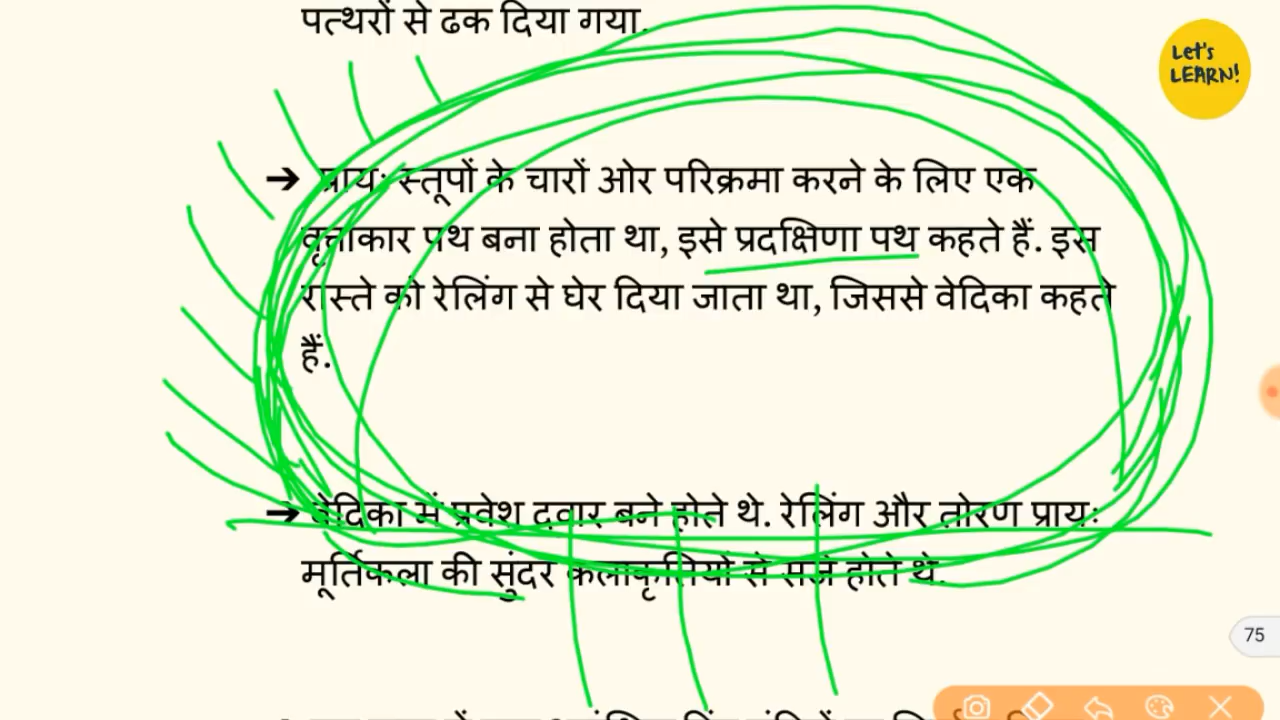 पत्थरों से ढक दिया गया.
Let's
LEARN!
➔ प्रायः स्तूपों के चारों ओर परिक्रमा करने के लिए एक
वृत्ताकार पथ बना होता था, इसे प्रदक्षिणा पथ कहते हैं. इस
रास्ते को रेलिंग से घेर दिया जाता था, जिससे वेदिका कहते
हैं.
➔ वेदिका में प्रवेश द्वार बने होते थे. रेलिंग और तोरण प्रायः
मूर्तिकला की सुंदर कलाकृतियों से सजे होते थे.
75